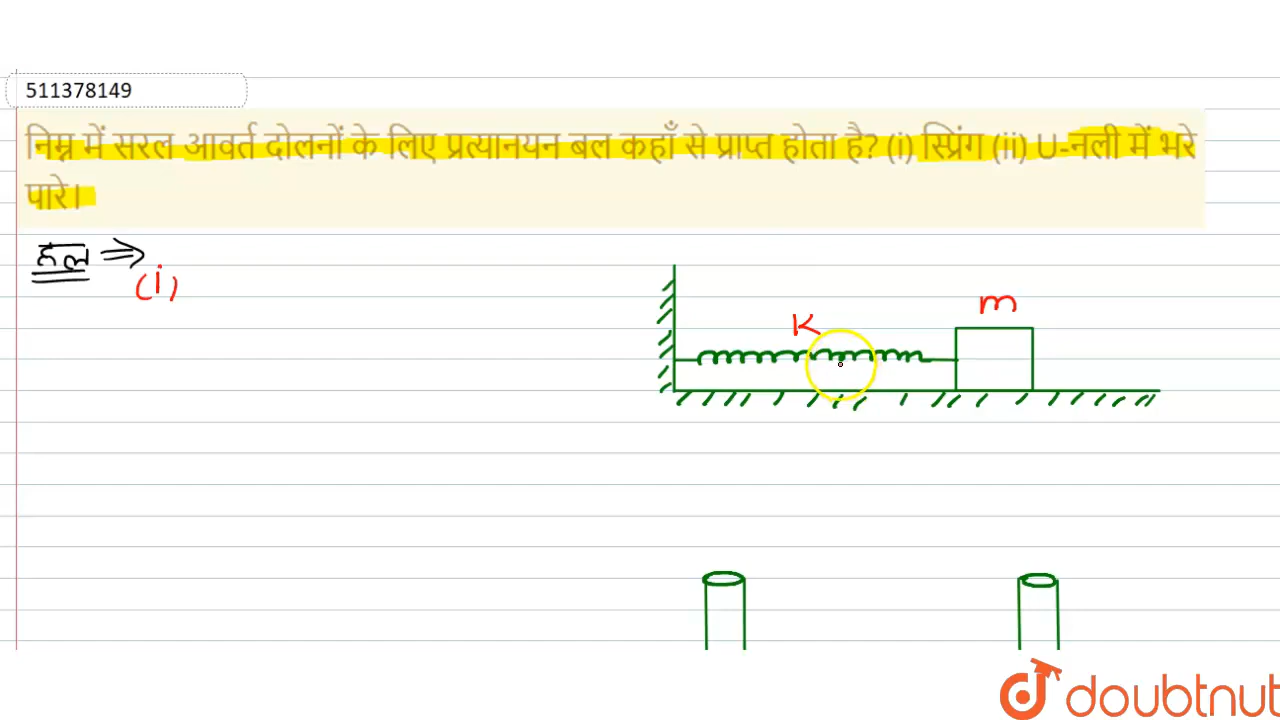 511378149
निम्न में सरल आवर्त दोलनों के लिए प्रत्यानयन बल कहाँ से प्राप्त होता है? (i) स्प्रिंग (ii) U-नली में भरे
पारे।
हल ⇒
(i)
m
K
doubtnut